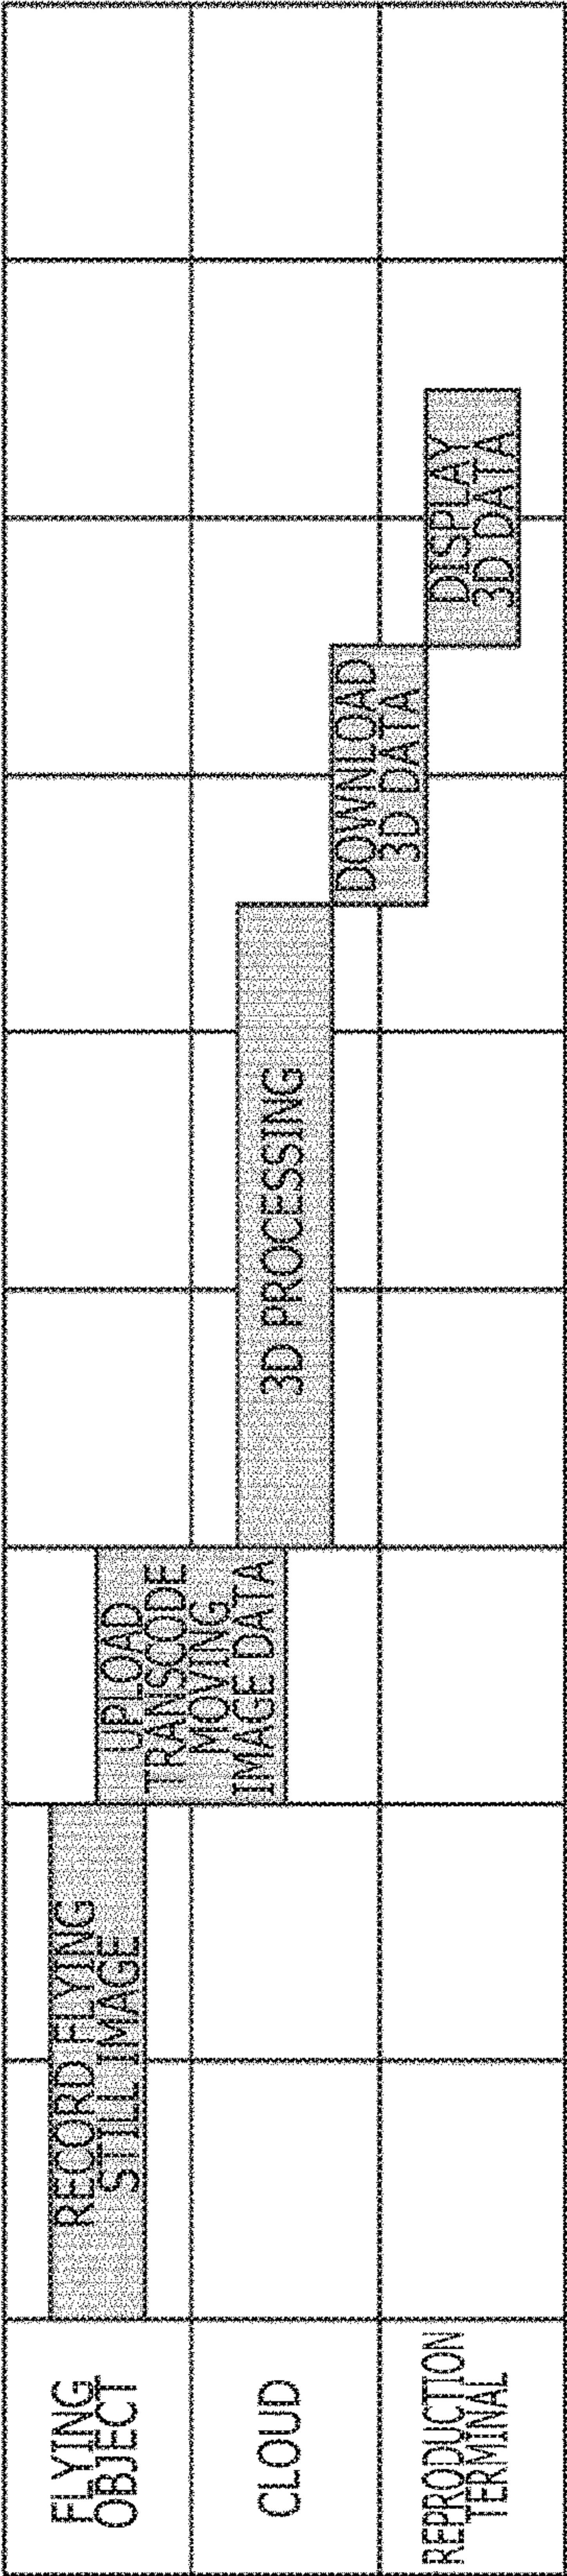 FLYING
OBJECT
RECORD FLYING
STILL IMAGE
UPLOAD
TRANSCODE
MOVING
IMAGE DATA
CLOUD
3D PROCESSING
DOWNLOAD
3D DATA
REPRODUCTION
TERMINAL
DISPLAY
3D DATA